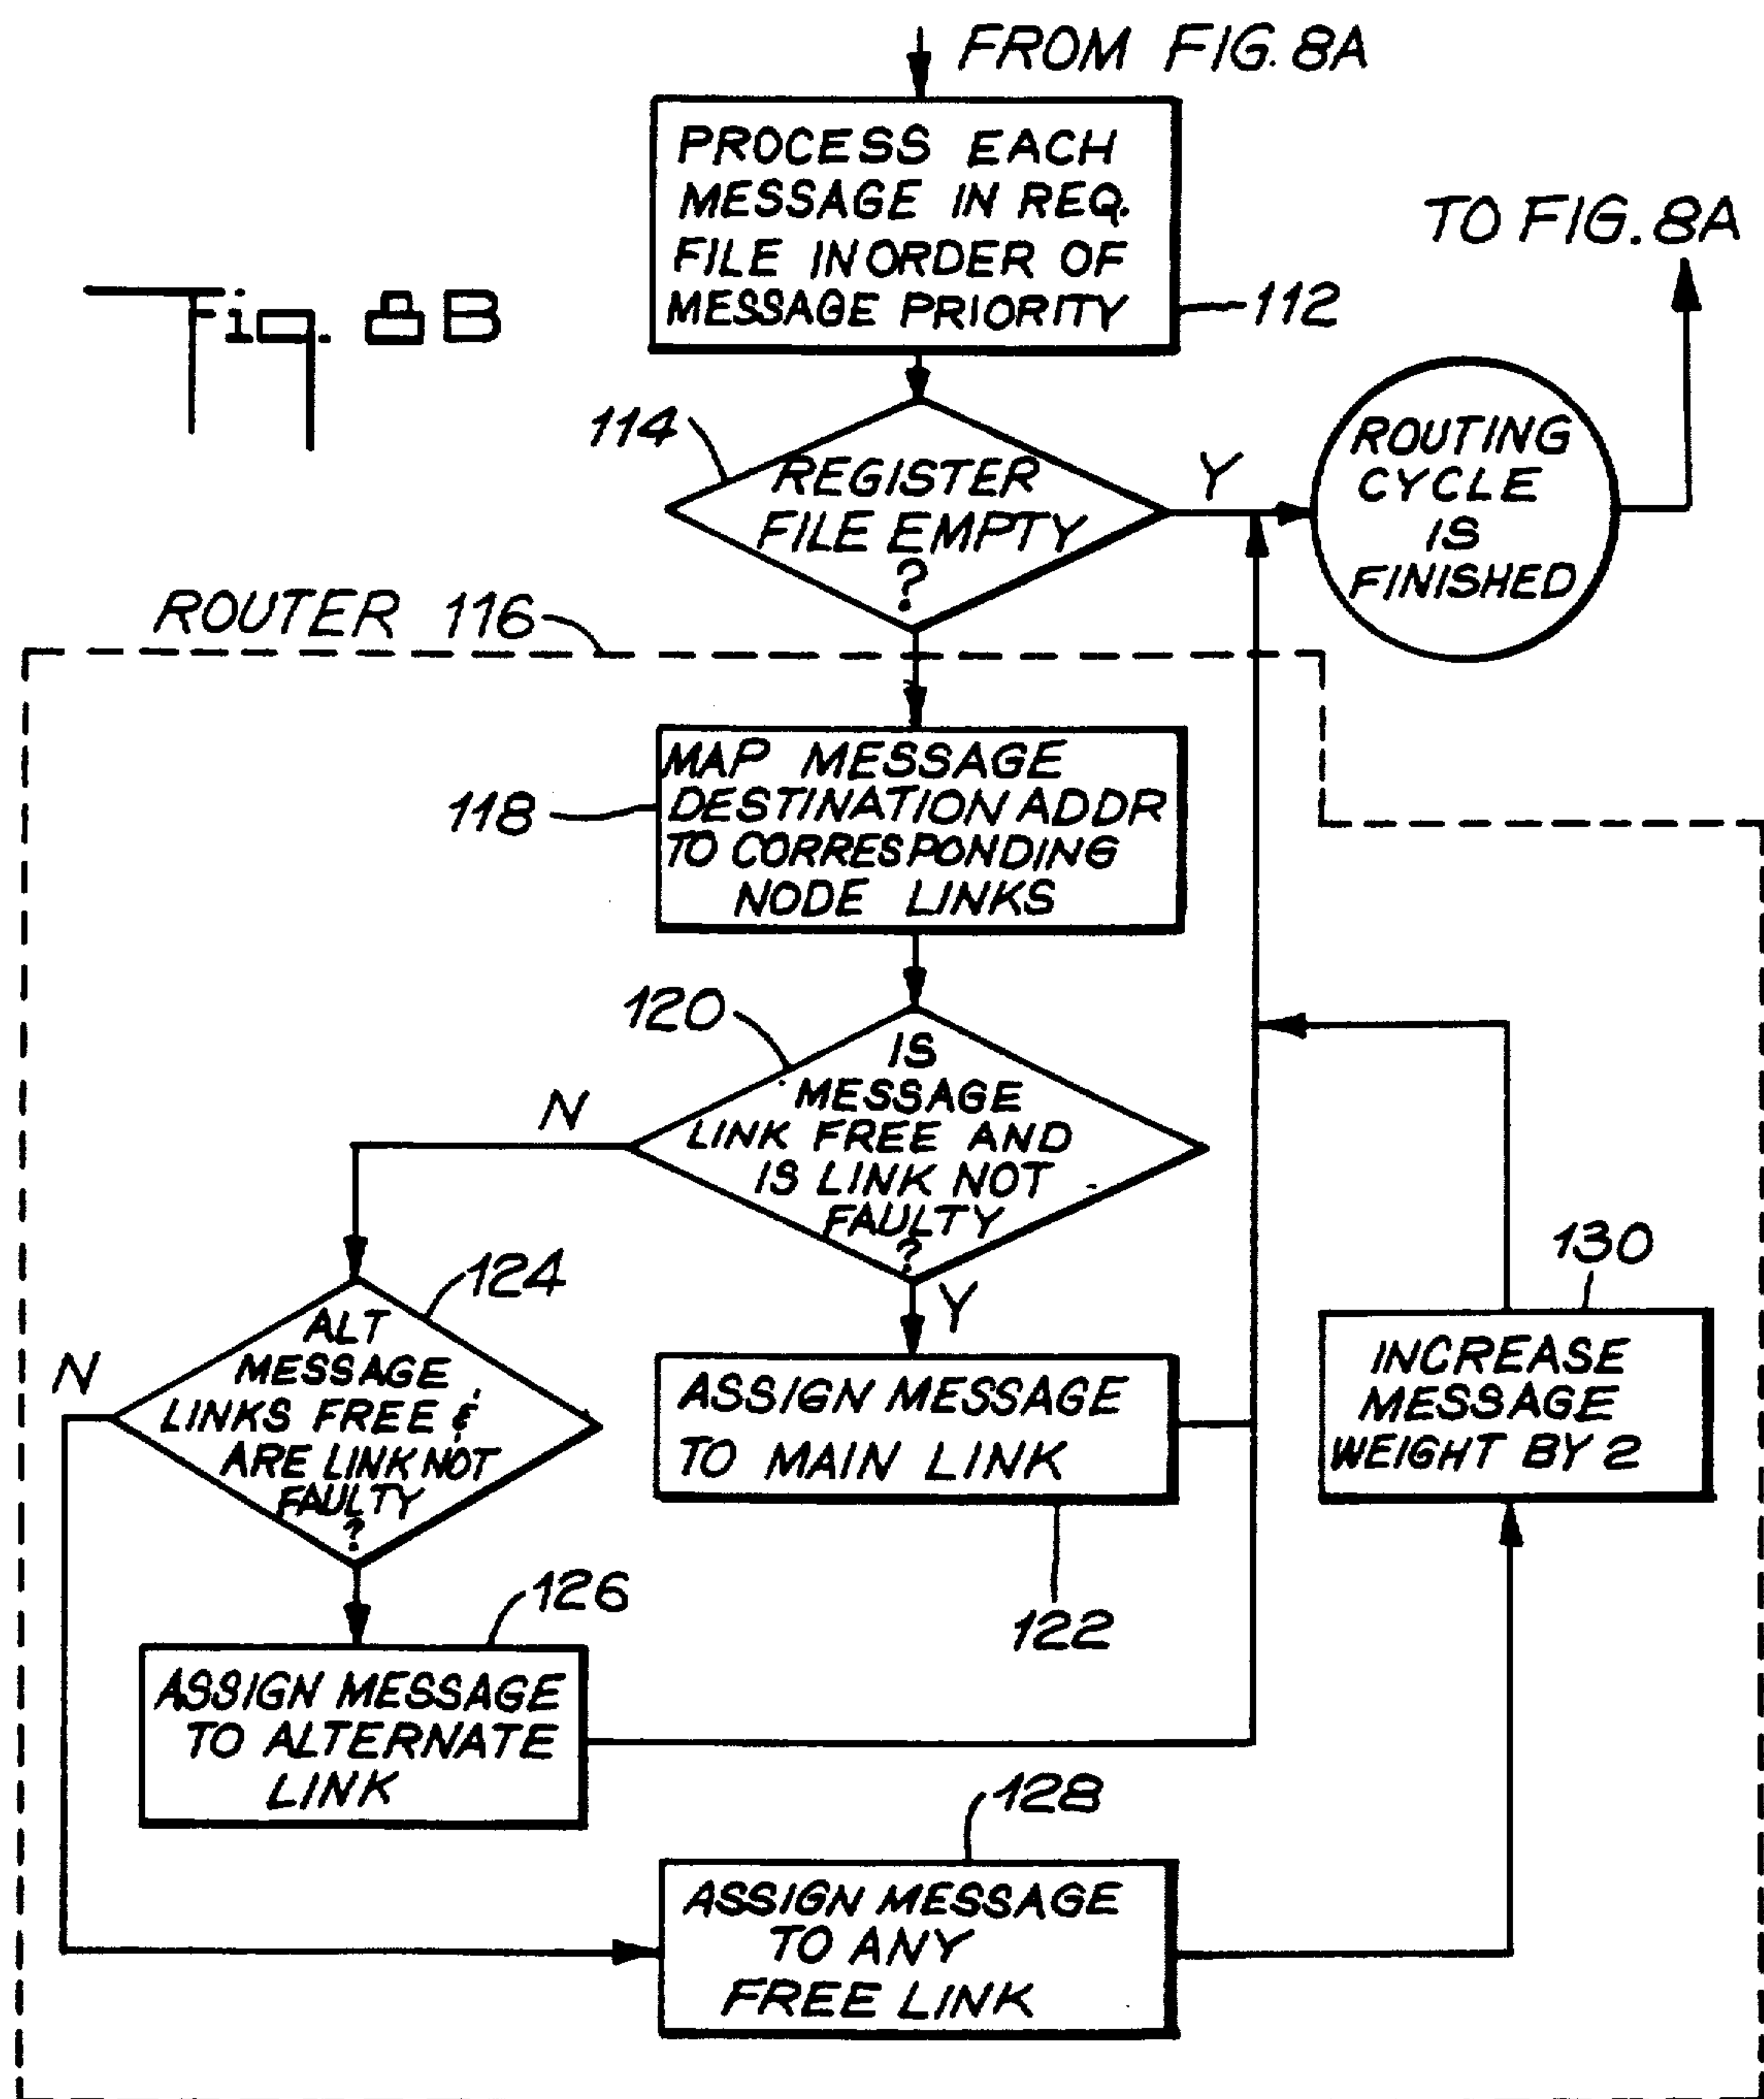 FROM FIG. 8A
PROCESS EACH
MESSAGE IN REQ.
FILE IN ORDER OF
MESSAGE PRIORITY
112
TO FIG. 8A
Fig. 8B
114
REGISTER
FILE EMPTY
?
Y
ROUTING
CYCLE
IS
FINISHED
ROUTER 116
MAP MESSAGE
DESTINATION ADDR
TO CORRESPONDING
NODE LINKS
118
120
IS
MESSAGE
LINK FREE AND
IS LINK NOT
FAULTY
?
N
Y
124
ALT
MESSAGE
LINKS FREE &
ARE LINK NOT
FAULTY
?
N
ASSIGN MESSAGE
TO MAIN LINK
122
130
INCREASE
MESSAGE
WEIGHT BY 2
126
ASSIGN MESSAGE
TO ALTERNATE
LINK
128
ASSIGN MESSAGE
TO ANY
FREE LINK